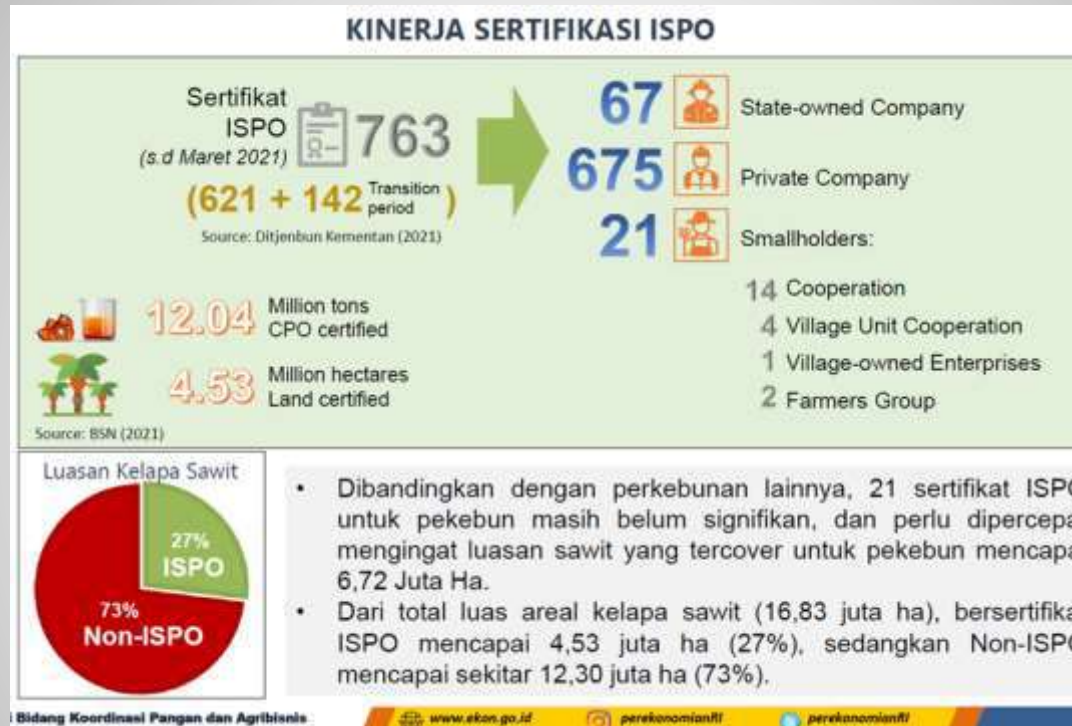 KINERJA SERTIFIKASI ISPO
Sertifikat
ISPO
(s.d Maret 2021)
763
(621 + 142 Transition
period )
Source: Ditjenbun Kementan (2021)
67 State-owned Company
675 Private Company
21 Smallholders:
14 Cooperation
4 Village Unit Cooperation
1 Village-owned Enterprises
2 Farmers Group
12.04 Million tons
CPO certified
4.53 Million hectares
Land certified
Source: BSN (2021)
Luasan Kelapa Sawit
27%
ISPO
73%
Non-ISPO
• Dibandingkan dengan perkebunan lainnya, 21 sertifikat ISPO
untuk pekebun masih belum signifikan, dan perlu dipercepa
mengingat luasan sawit yang tercover untuk pekebun mencapa
6,72 Juta Ha.
• Dari total luas areal kelapa sawit (16,83 juta ha), bersertifika
ISPO mencapai 4,53 juta ha (27%), sedangkan Non-ISPO
mencapai sekitar 12,30 juta ha (73%).
i Bidang Koordinasi Pangan dan Agribisnis
www.ekon.go.id
perekonomianRI
perekonomianRI